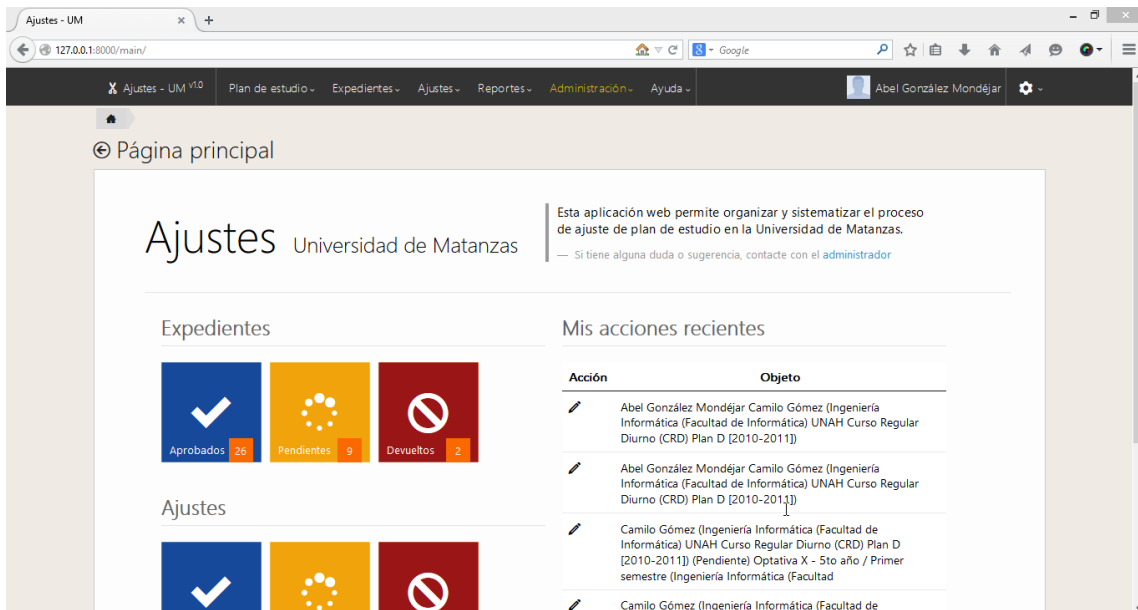 Ajustes - UM
127.0.0.1:8000/main/
Google
Ajustes - UM v1.0 Plan de estudio Expedientes Ajustes Reportes Administración Ayuda Abel González Mondéjar
Página principal
Ajustes Universidad de Matanzas
Esta aplicación web permite organizar y sistematizar el proceso
de ajuste de plan de estudio en la Universidad de Matanzas.
— Si tiene alguna duda o sugerencia, contacte con el administrador
Expedientes
Aprobados 26
Pendientes 9
Devueltos 2
Ajustes
Mis acciones recientes
Acción Objeto
Abel González Mondéjar Camilo Gómez (Ingeniería
Informática (Facultad de Informática) UNAH Curso Regular
Diurno (CRD) Plan D [2010-2011])
Abel González Mondéjar Camilo Gómez (Ingeniería
Informática (Facultad de Informática) UNAH Curso Regular
Diurno (CRD) Plan D [2010-2011])
Camilo Gómez (Ingeniería Informática (Facultad de
Informática) UNAH Curso Regular Diurno (CRD) Plan D
[2010-2011]) (Pendiente) Optativa X - 5to año / Primer
semestre (Ingeniería Informática (Facultad
Camilo Gómez (Ingeniería Informática (Facultad de